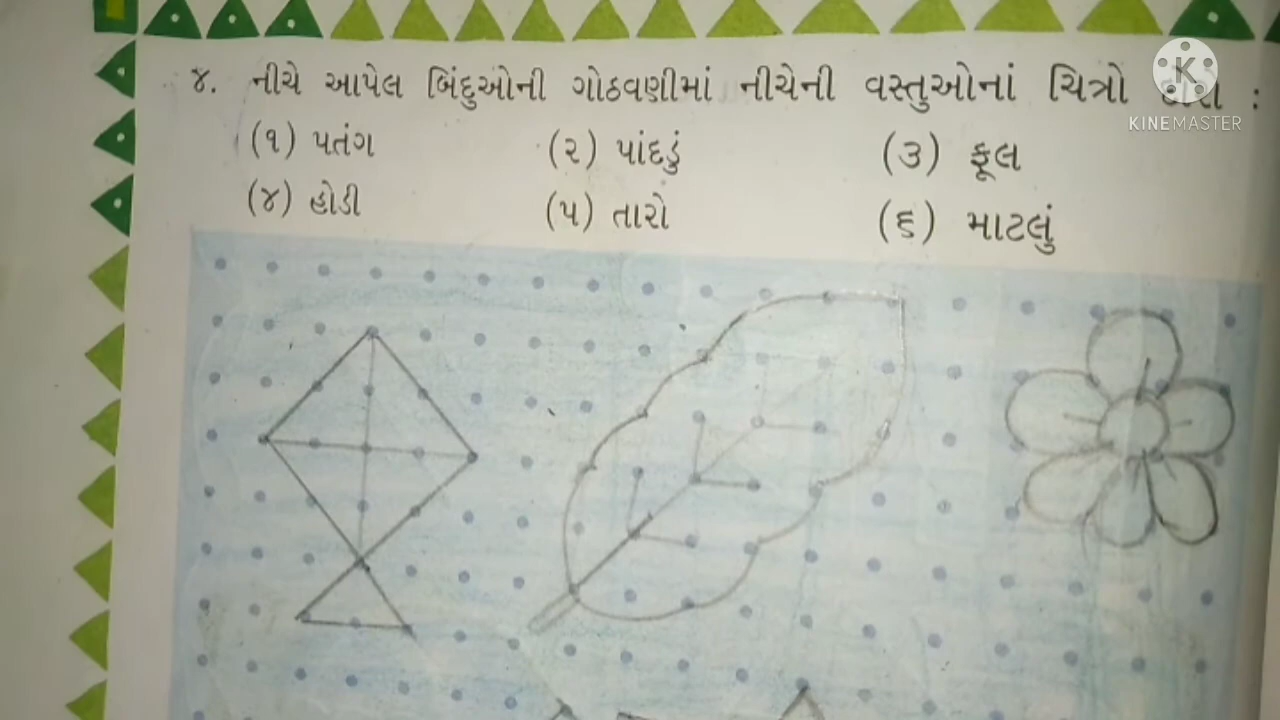 ૪. નીચે આપેલ બિંદુઓની ગોઠવણીમાં નીચેની વસ્તુઓનાં ચિત્રો :
(૧) પતંગ (૨) પાંદડું (૩) ફૂલ
(૪) હોડી (૫) તારો (૬) માટલું
K
KINEMASTER